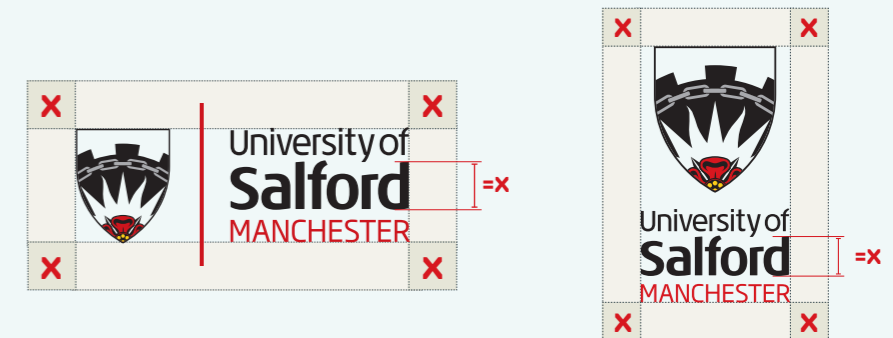 X X
University of
Salford
MANCHESTER
=X
X X
X X
University of
Salford
MANCHESTER
=X
X X